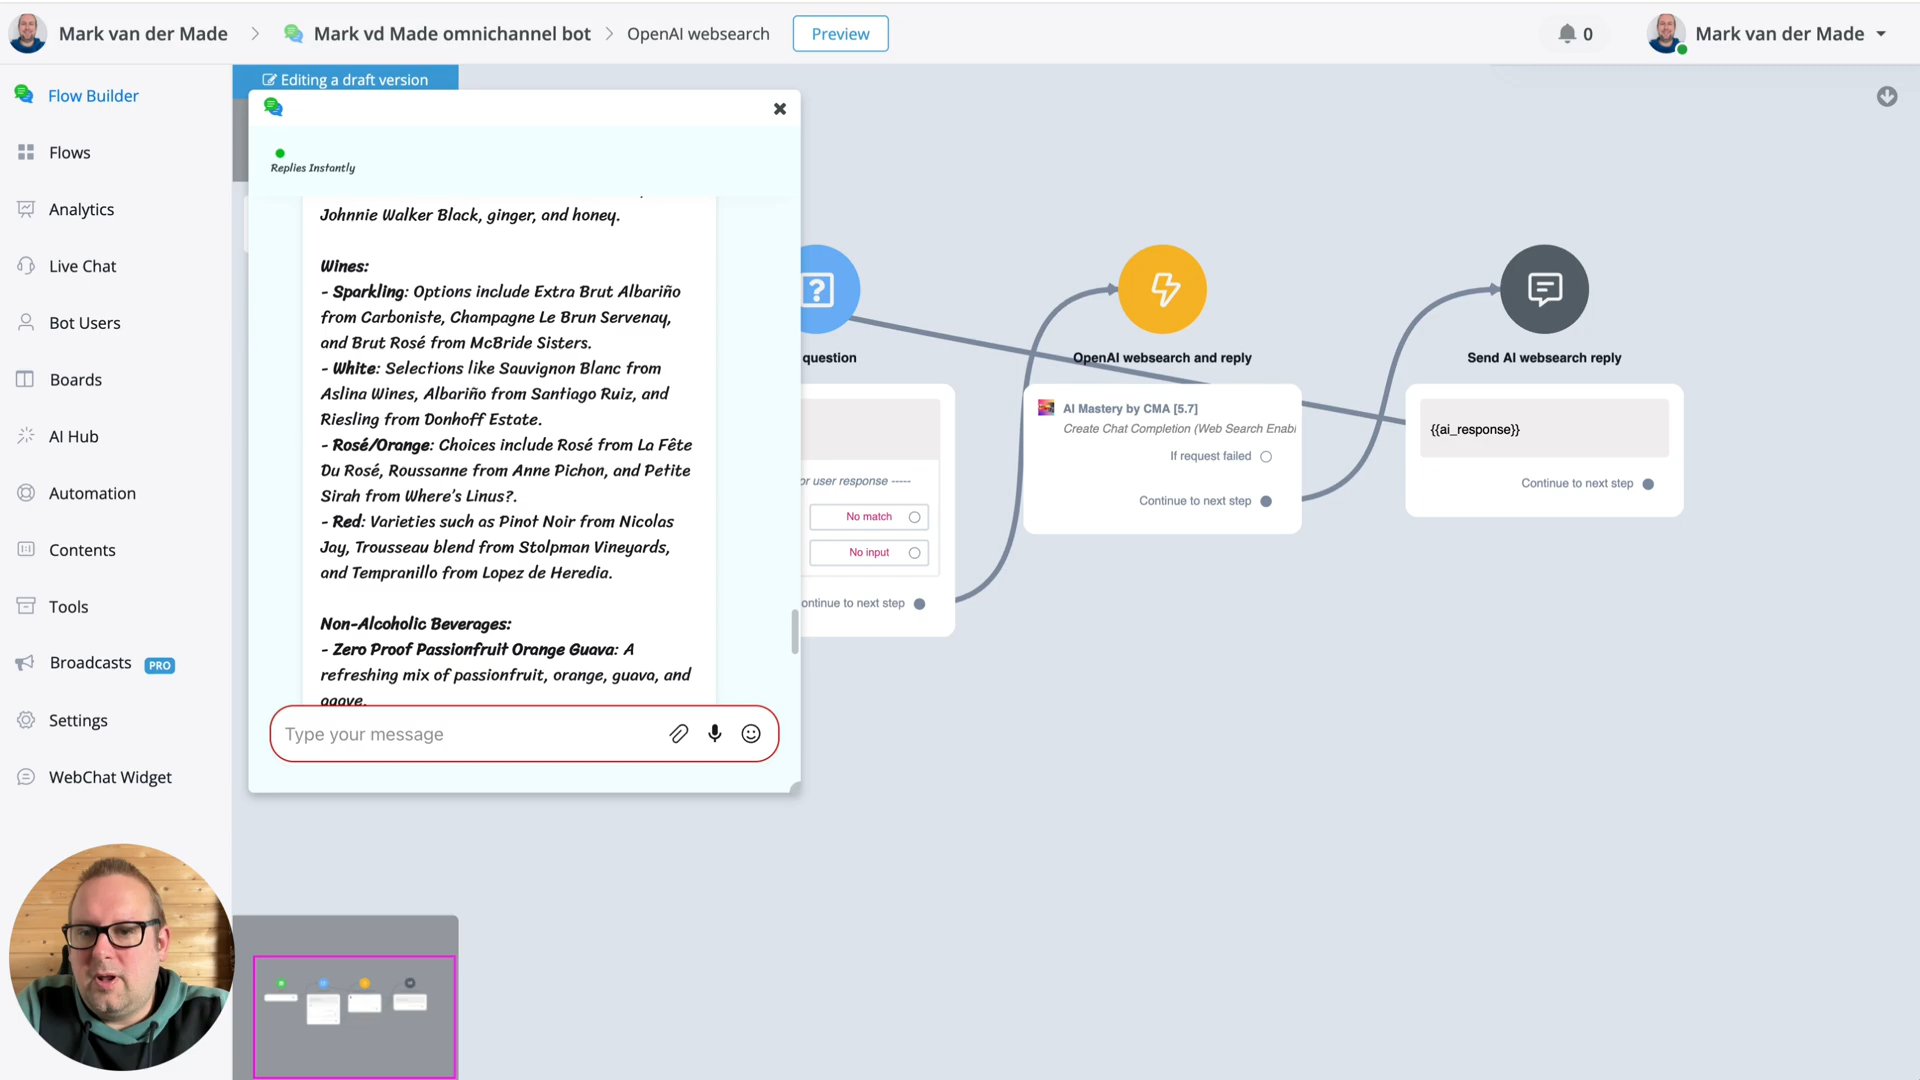 Mark van der Made
Mark vd Made omnichannel bot
OpenAI websearch
Preview
0
Mark van der Made
Flow Builder
Flows
Analytics
Live Chat
Bot Users
Boards
AI Hub
Automation
Contents
Tools
Broadcasts PRO
Settings
WebChat Widget
Editing a draft version
Replies Instantly
Johnnie Walker Black, ginger, and honey.
Wines:
- Sparkling: Options include Extra Brut Albariño
from Carboniste, Champagne Le Brun Servenay,
and Brut Rosé from McBride Sisters.
- White: Selections like Sauvignon Blanc from
Aslina Wines, Albariño from Santiago Ruiz, and
Riesling from Donhoff Estate.
- Rosé/Orange: Choices include Rosé from La Fête
Du Rosé, Roussanne from Anne Pichon, and Petite
Sirah from Where's Linus?.
- Red: Varieties such as Pinot Noir from Nicolas
Jay, Trousseau blend from Stolpman Vineyards,
and Tempranillo from Lopez de Heredia.
Non-Alcoholic Beverages:
- Zero Proof Passionfruit Orange Guava: A
refreshing mix of passionfruit, orange, guava, and
agave.
Type your message
question
or user response -----
No match
No input
ontinue to next step
OpenAI websearch and reply
AI Mastery by CMA [5.7]
Create Chat Completion (Web Search Enabl
If request failed
Continue to next step
Send AI websearch reply
{{ai_response}}
Continue to next step